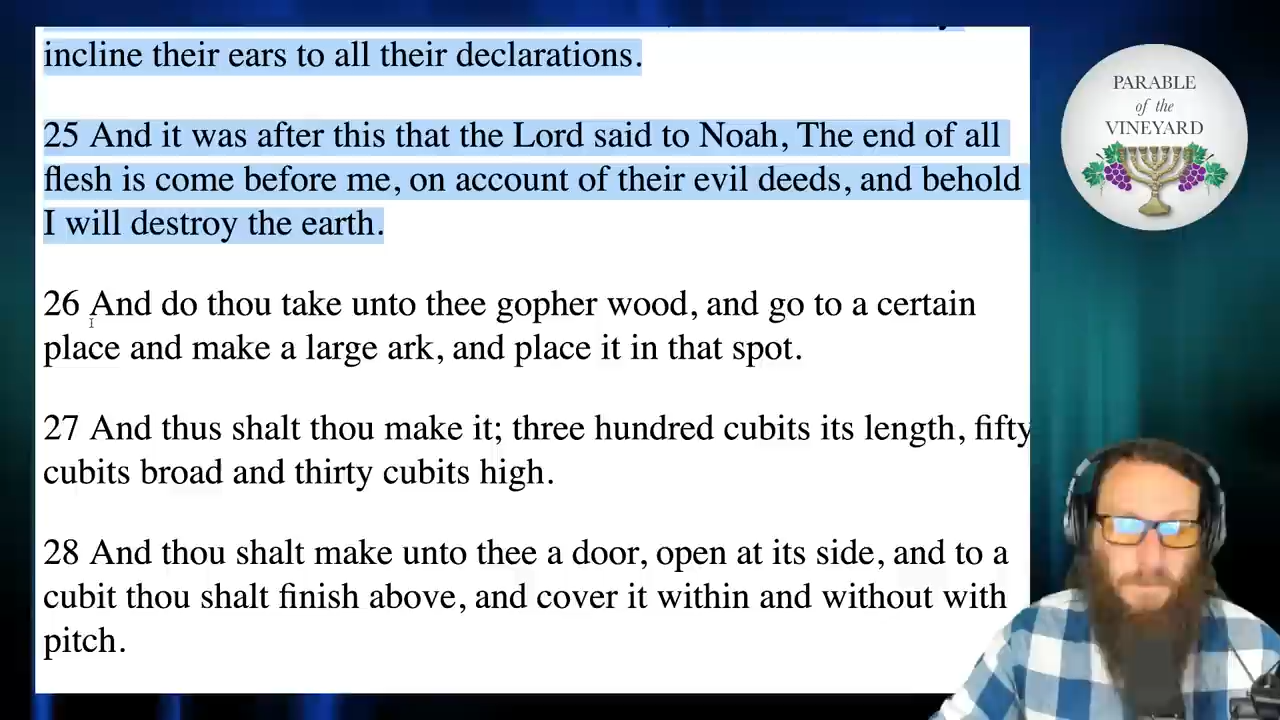 incline their ears to all their declarations.
25 And it was after this that the Lord said to Noah, The end of all
flesh is come before me, on account of their evil deeds, and behold
I will destroy the earth.
26 And do thou take unto thee gopher wood, and go to a certain
place and make a large ark, and place it in that spot.
27 And thus shalt thou make it; three hundred cubits its length, fifty
cubits broad and thirty cubits high.
28 And thou shalt make unto thee a door, open at its side, and to a
cubit thou shalt finish above, and cover it within and without with
pitch.
PARABLE
of the
VINEYARD